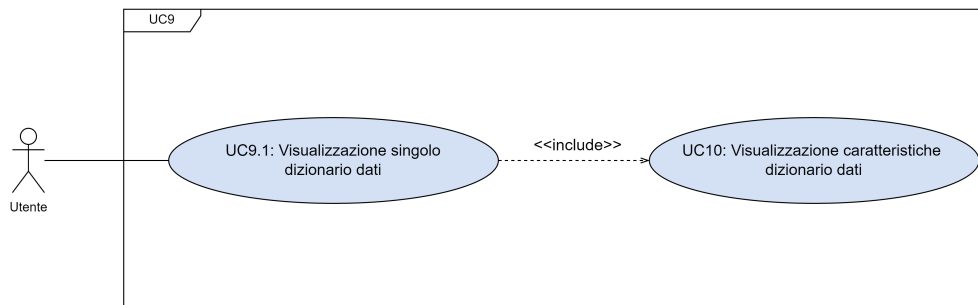 UC9
Utente
UC9.1: Visualizzazione singolo
dizionario dati
<<include>>
UC10: Visualizzazione caratteristiche
dizionario dati